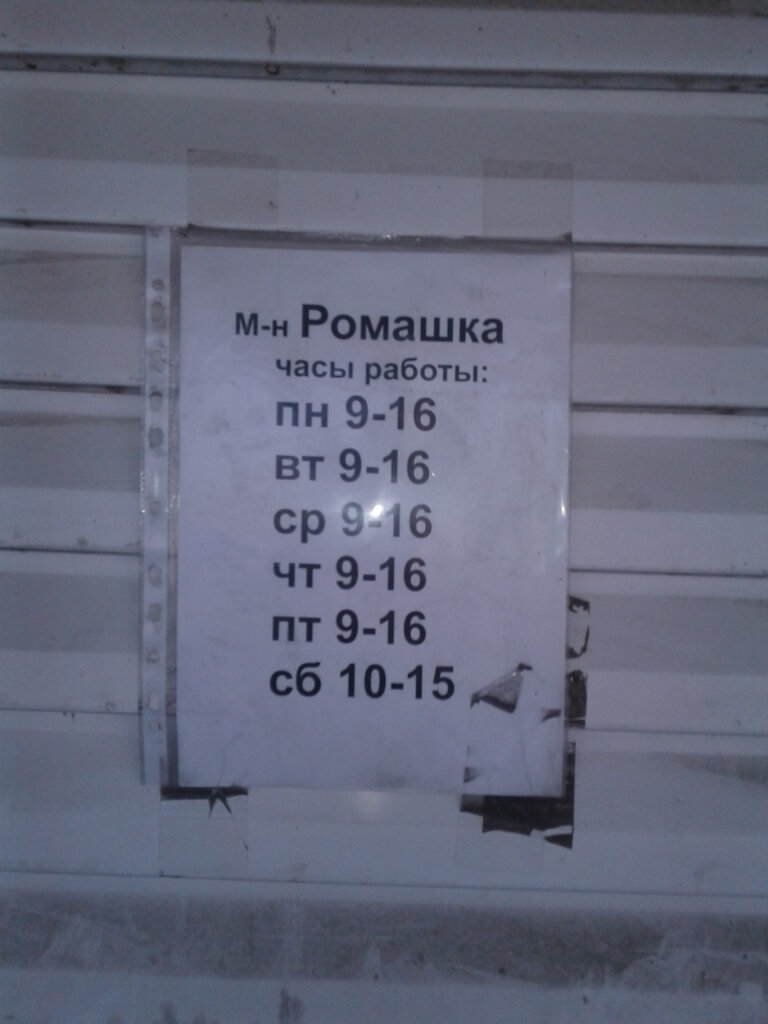 м-н Ромашка
часы работы:
пн 9-16
вт 9-16
ср 9-16
чт 9-16
пт 9-16
сб 10-15